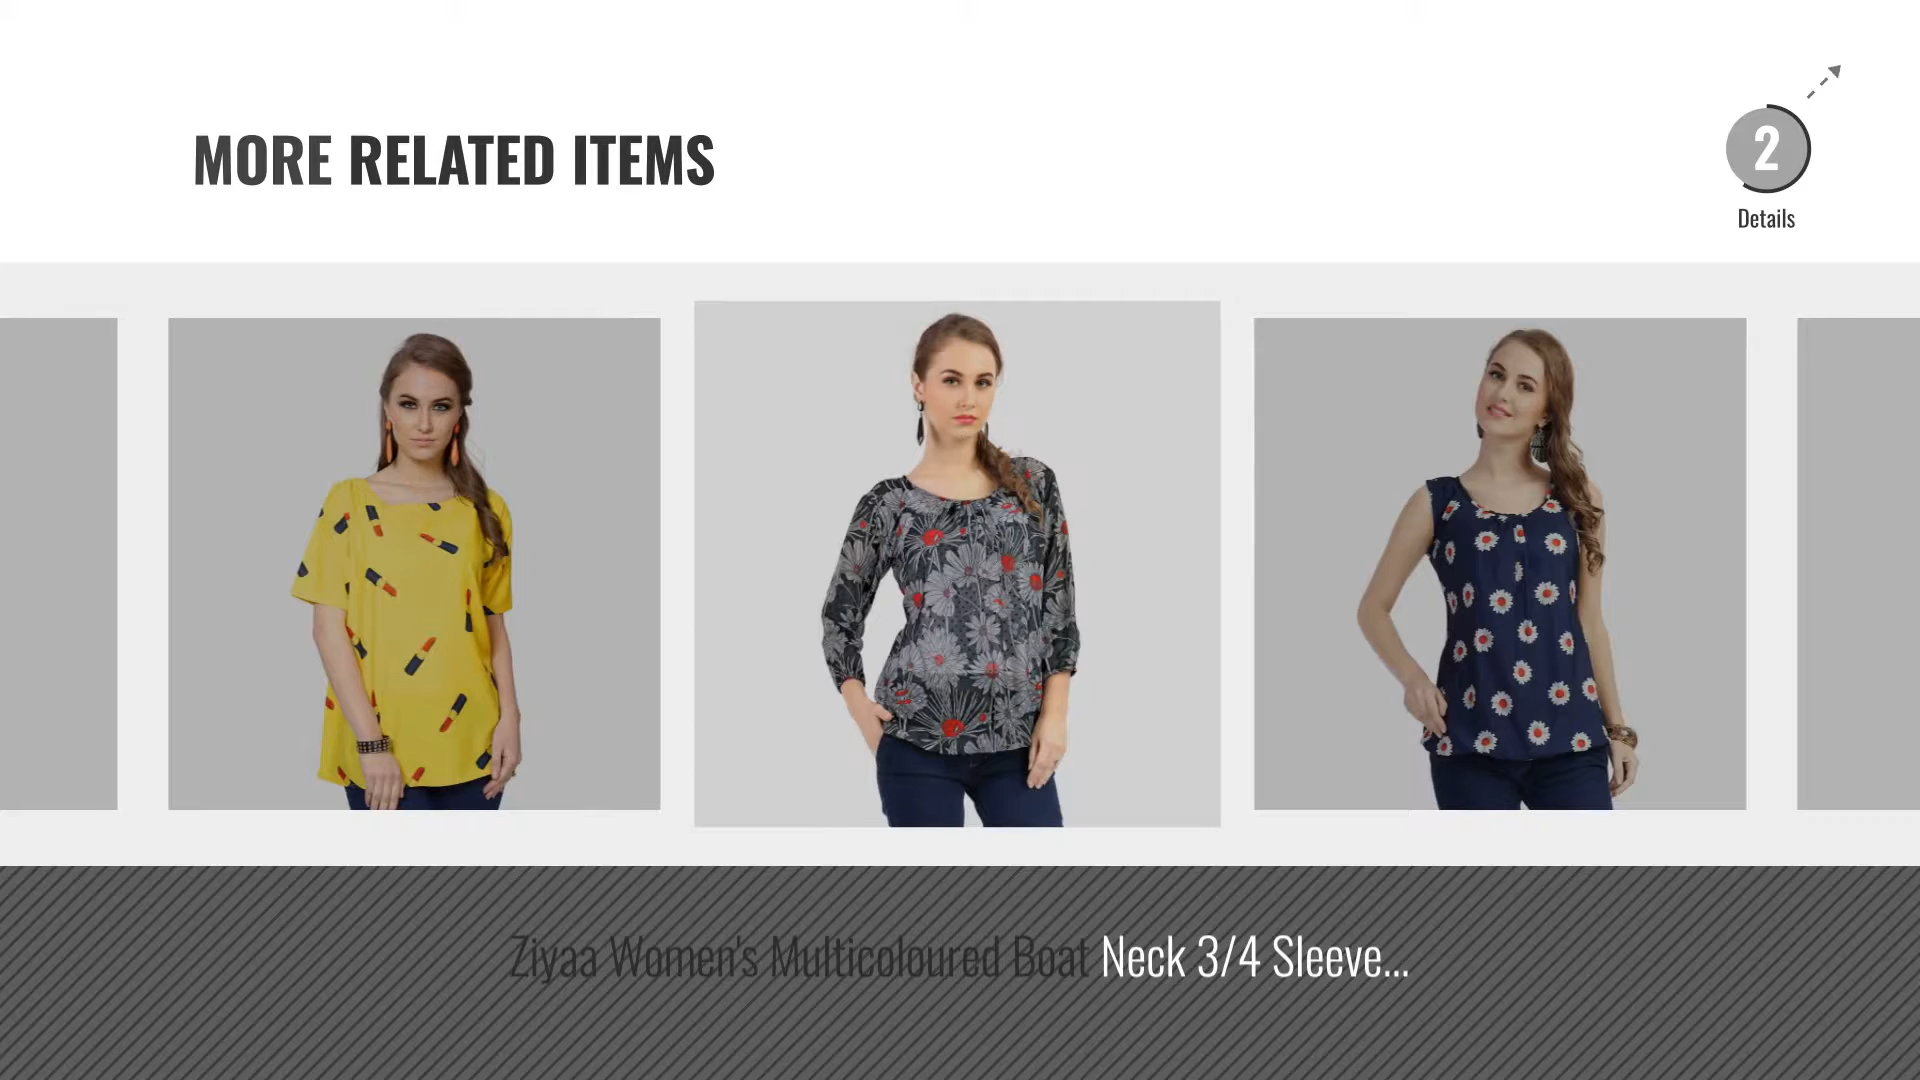 MORE RELATED ITEMS
2
Details
Ziyaa Women's Multicoloured Boat Neck 3/4 Sleeve...